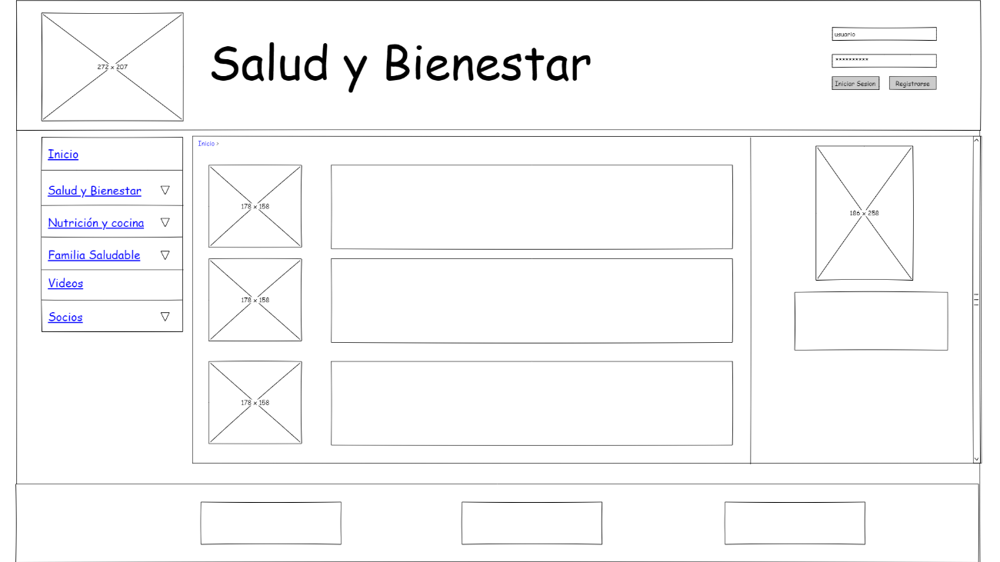 272 x 207
Salud y Bienestar
usuario
**********
Iniciar Sesion
Registrarse
Inicio
Salud y Bienestar
Nutrición y cocina
Familia Saludable
Videos
Socios
Inicio >
178 x 158
178 x 158
178 x 158
186 x 258